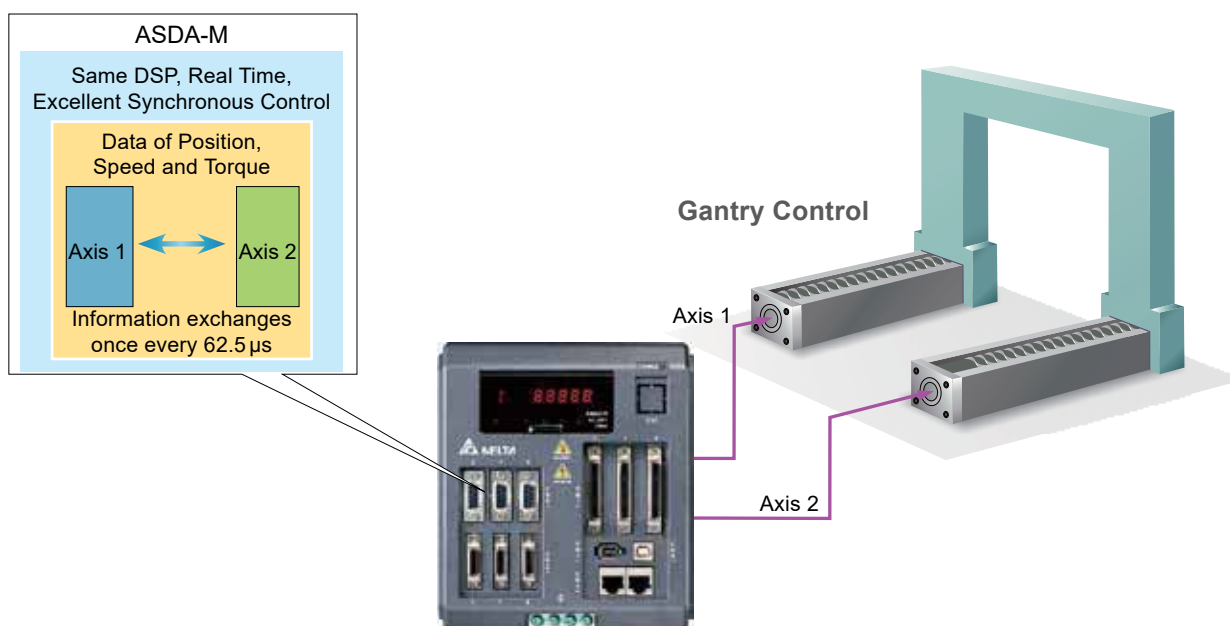 ASDA-M
Same DSP, Real Time,
Excellent Synchronous Control
Data of Position,
Speed and Torque
Axis 1
Axis 2
Information exchanges
once every 62.5 µs
Gantry Control
Axis 1
Axis 2
DELTA